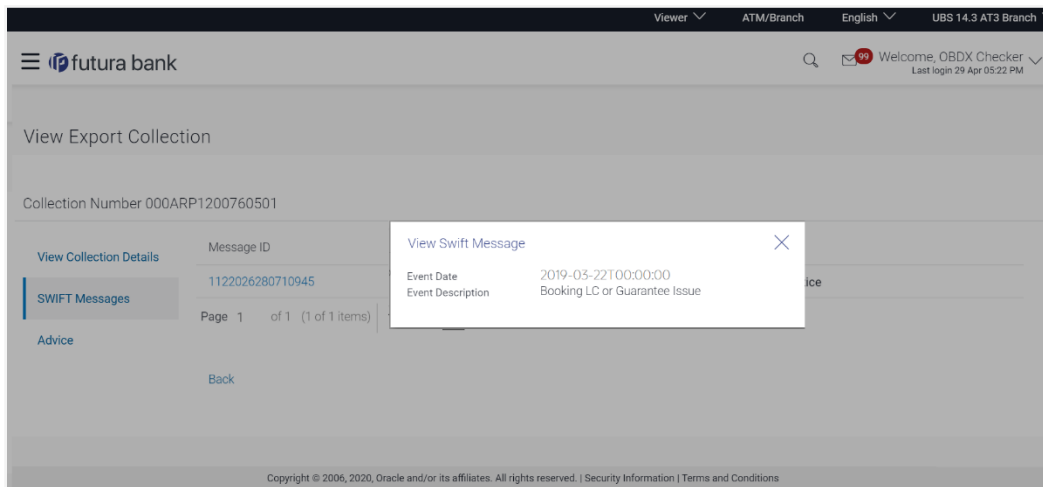 Viewer ATM/Branch English UBS 14.3 AT3 Branch
futura bank
99 Welcome, OBDX Checker
Last login 29 Apr 05:22 PM
View Export Collection
Collection Number 000ARP1200760501
View Collection Details
SWIFT Messages
Advice
Message ID
1122026280710945
Page 1 of 1 (1 of 1 items)
Back
View Swift Message
Event Date 2019-03-22T00:00:00
Event Description Booking LC or Guarantee Issue
Copyright © 2006, 2020, Oracle and/or its affiliates. All rights reserved. | Security Information | Terms and Conditions